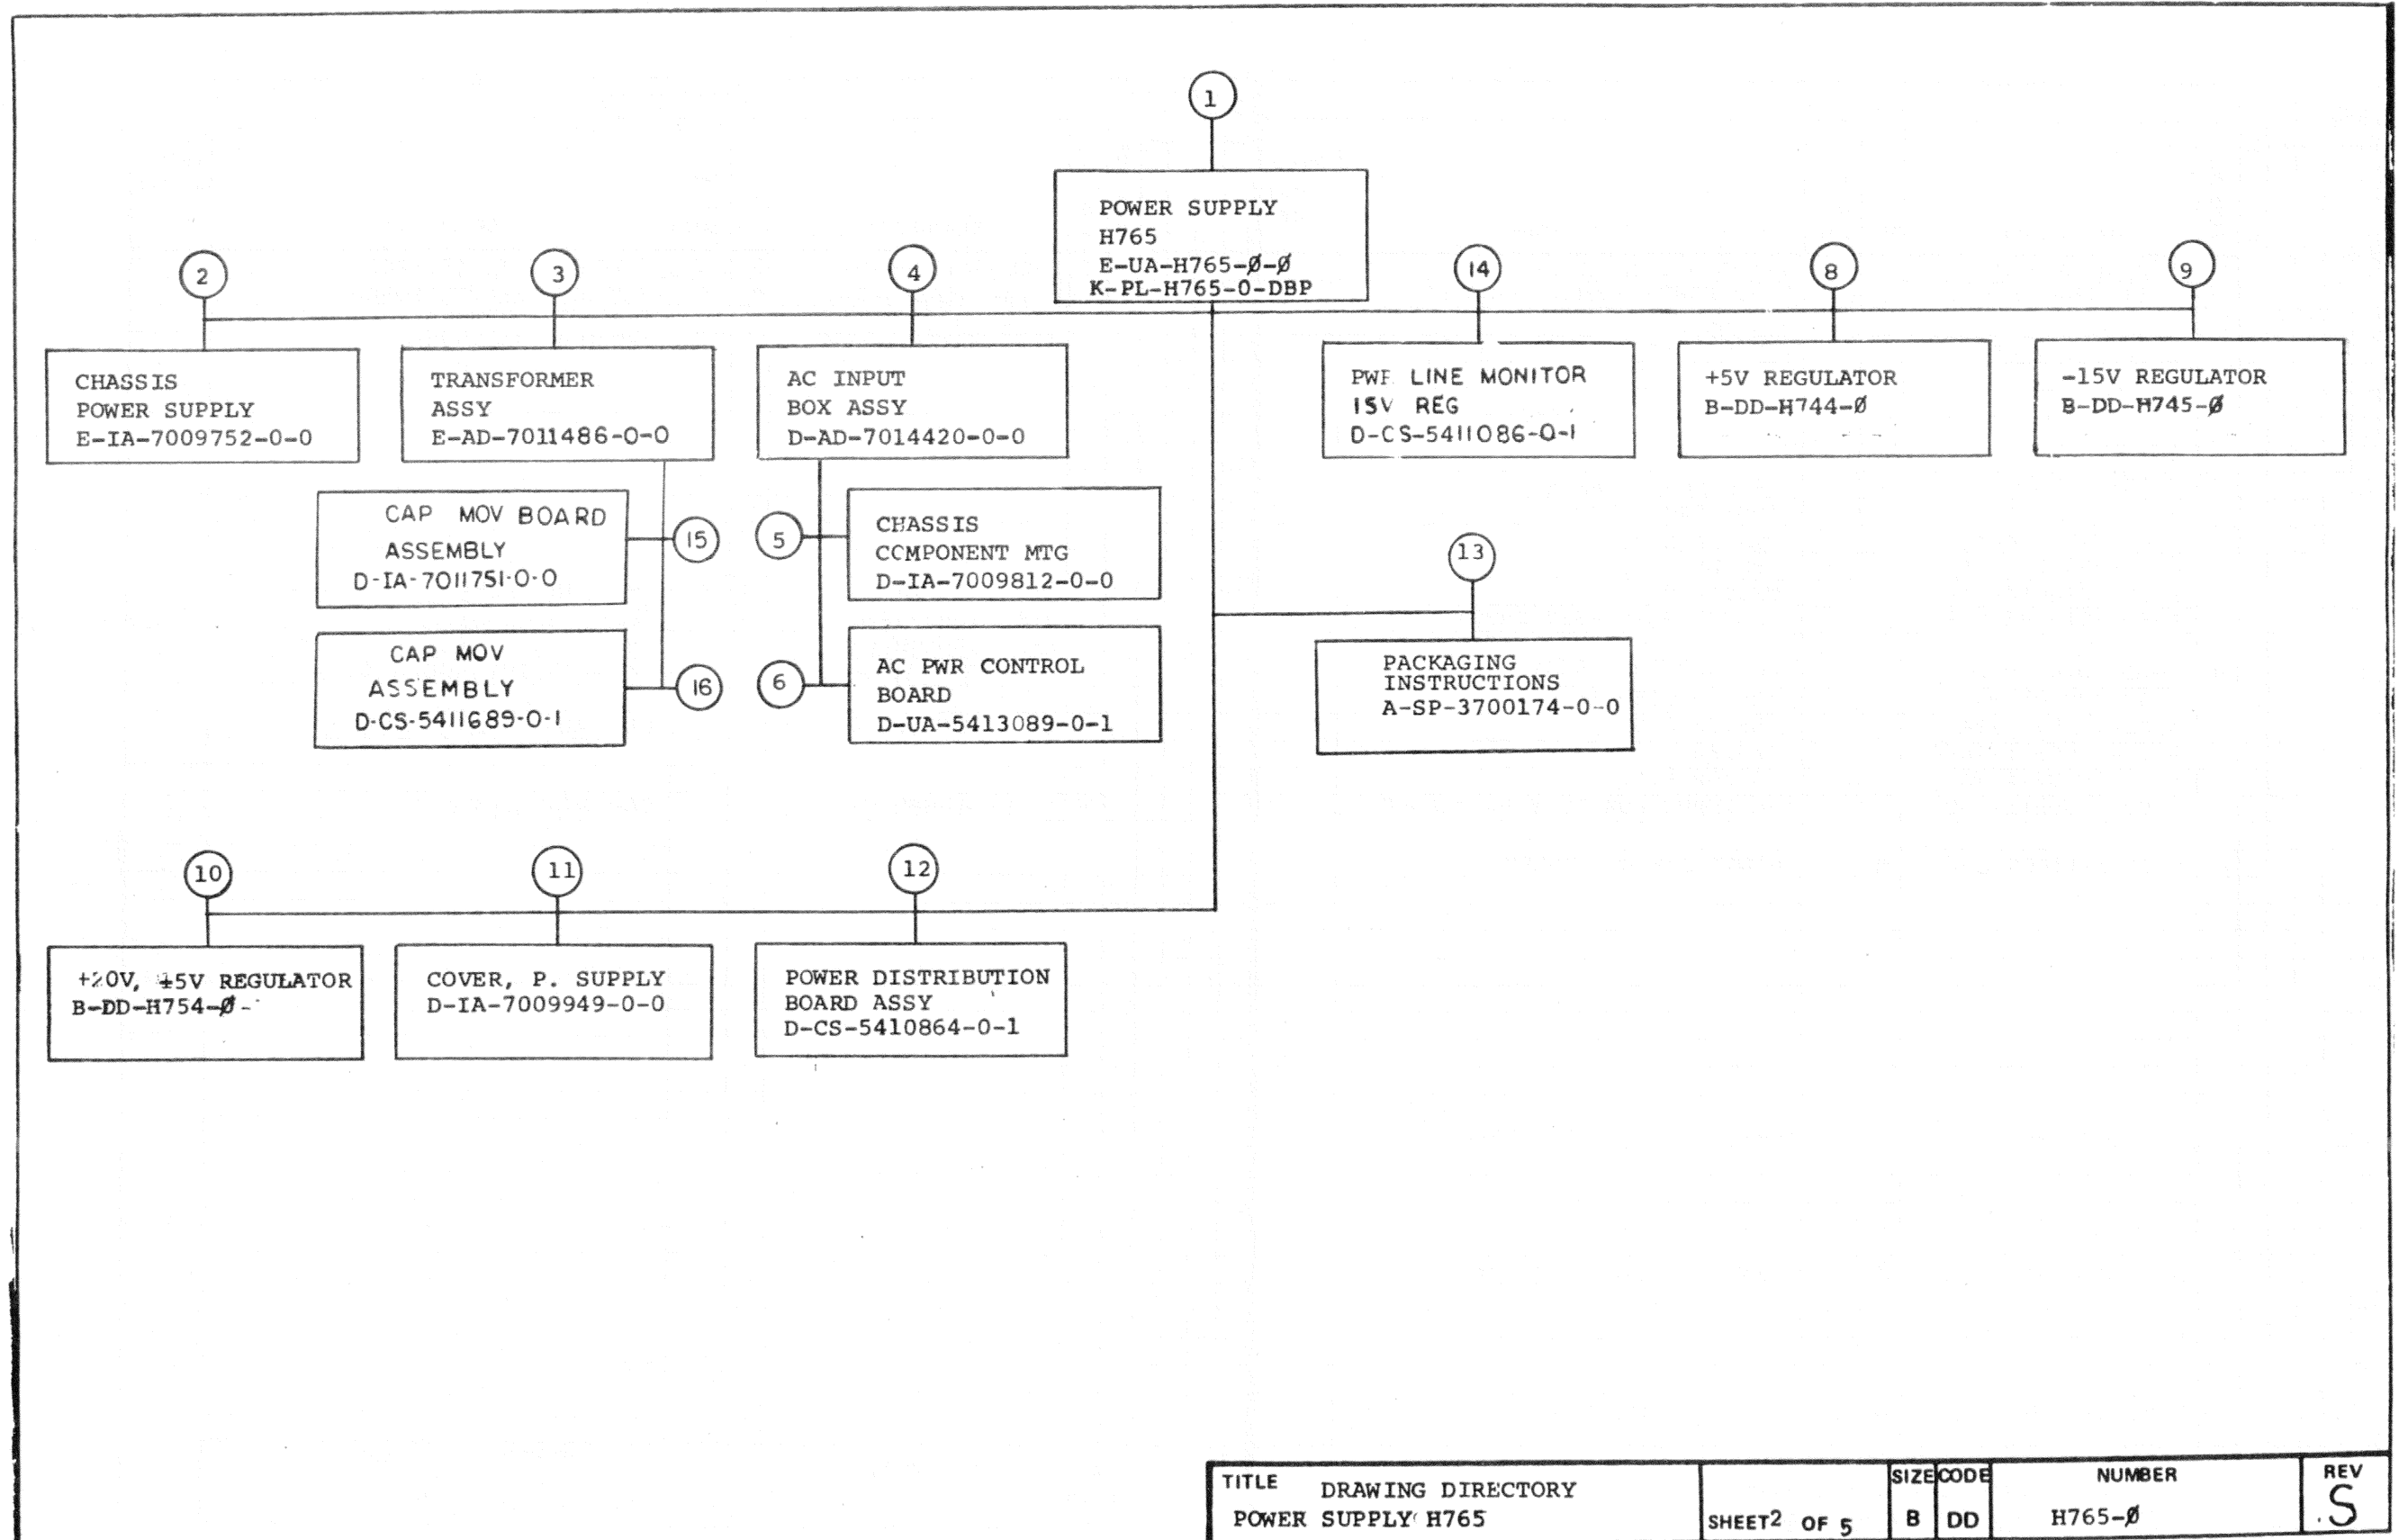 1
POWER SUPPLY
H765
E-UA-H765-Ø-Ø
K-PL-H765-0-DBP
2
CHASSIS
POWER SUPPLY
E-IA-7009752-0-0
3
TRANSFORMER
ASSY
E-AD-7011486-0-0
4
AC INPUT
BOX ASSY
D-AD-7014420-0-0
14
PWR LINE MONITOR
15V REG
D-CS-5411086-0-1
8
+5V REGULATOR
B-DD-H744-Ø
9
-15V REGULATOR
B-DD-H745-Ø
CAP MOV BOARD
ASSEMBLY
D-IA-7011751-0-0
15
5
CHASSIS
COMPONENT MTG
D-IA-7009812-0-0
CAP MOV
ASSEMBLY
D-CS-5411689-0-1
16
6
AC PWR CONTROL
BOARD
D-UA-5413089-0-1
13
PACKAGING
INSTRUCTIONS
A-SP-3700174-0-0
10
+20V, ±5V REGULATOR
B-DD-H754-Ø-
11
COVER, P. SUPPLY
D-IA-7009949-0-0
12
POWER DISTRIBUTION
BOARD ASSY
D-CS-5410864-0-1
TITLE DRAWING DIRECTORY
POWER SUPPLY H765
SHEET 2 OF 5
SIZE
B
CODE
DD
NUMBER
H765-Ø
REV
S